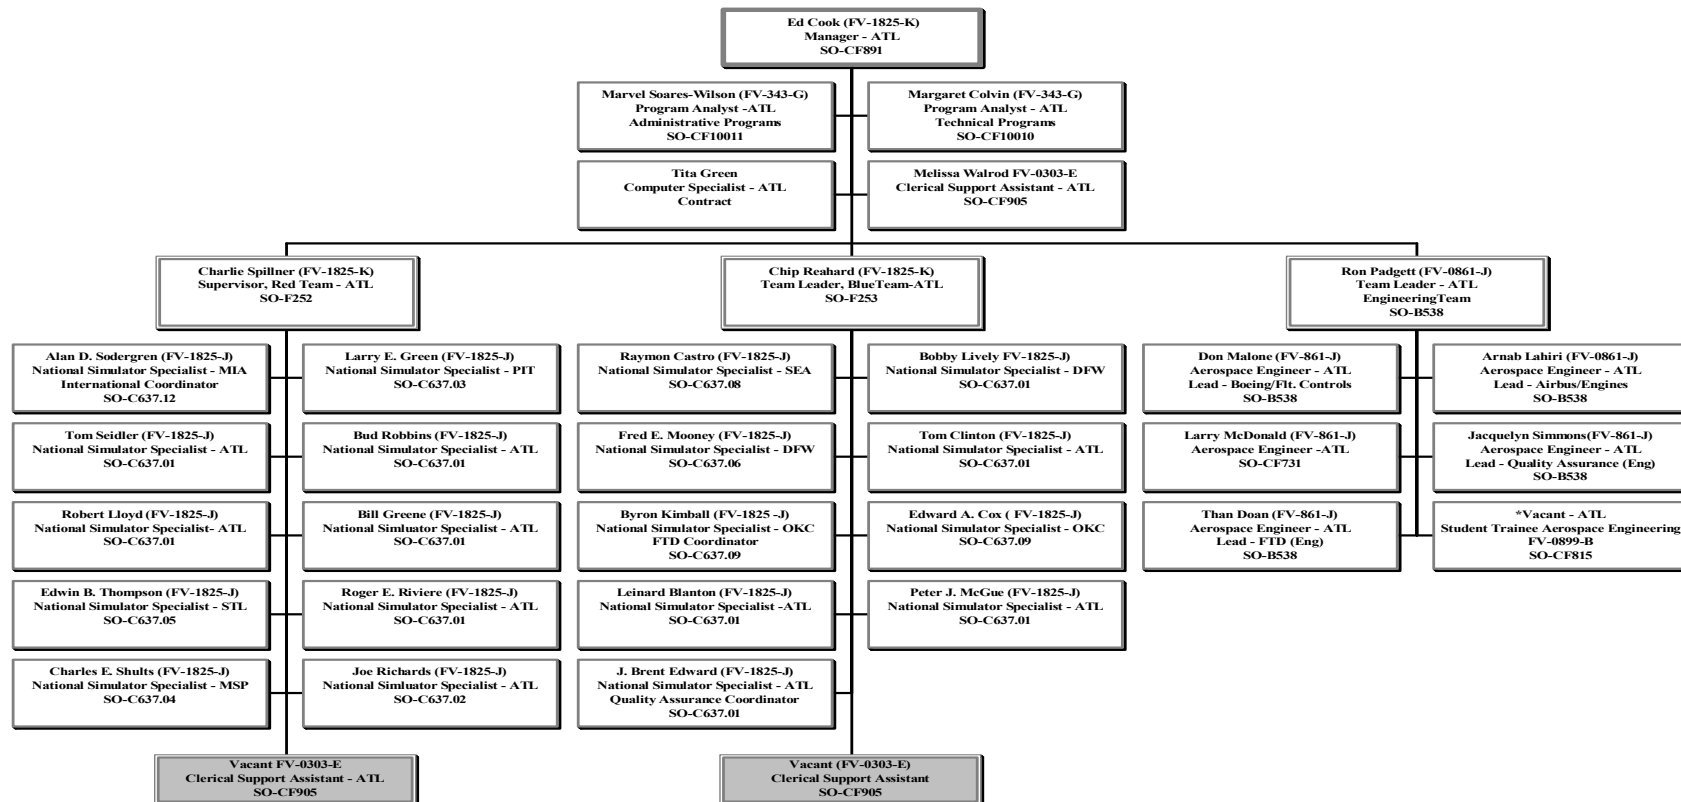 Ed Cook (FV-1825-K)
Manager - ATL
SO-CF891
Marvel Soares-Wilson (FV-343-G)
Program Analyst -ATL
Administrative Programs
SO-CF10011
Margaret Colvin (FV-343-G)
Program Analyst - ATL
Technical Programs
SO-CF10010
Tita Green
Computer Specialist - ATL
Contract
Melissa Walrod FV-0303-E
Clerical Support Assistant - ATL
SO-CF905
Charlie Spillner (FV-1825-K)
Supervisor, Red Team - ATL
SO-F252
Chip Reahard (FV-1825-K)
Team Leader, BlueTeam-ATL
SO-F253
Ron Padgett (FV-0861-J)
Team Leader - ATL
EngineeringTeam
SO-B538
Alan D. Sodergren (FV-1825-J)
National Simulator Specialist - MIA
International Coordinator
SO-C637.12
Larry E. Green (FV-1825-J)
National Simulator Specialist - PIT
SO-C637.03
Raymon Castro (FV-1825-J)
National Simulator Specialist - SEA
SO-C637.08
Bobby Lively FV-1825-J)
National Simulator Specialist - DFW
SO-C637.01
Don Malone (FV-861-J)
Aerospace Engineer - ATL
Lead - Boeing/Flt. Controls
SO-B538
Arnab Lahiri (FV-0861-J)
Aerospace Engineer - ATL
Lead - Airbus/Engines
SO-B538
Tom Seidler (FV-1825-J)
National Simulator Specialist - ATL
SO-C637.01
Bud Robbins (FV-1825-J)
National Simulator Specialist - ATL
SO-C637.01
Fred E. Mooney (FV-1825-J)
National Simulator Specialist - DFW
SO-C637.06
Tom Clinton (FV-1825-J)
National Simulator Specialist - ATL
SO-C637.01
Larry McDonald (FV-861-J)
Aerospace Engineer -ATL
SO-CF731
Jacquelyn Simmons(FV-861-J)
Aerospace Engineer - ATL
Lead - Quality Assurance (Eng)
SO-B538
Robert Lloyd (FV-1825-J)
National Simulator Specialist- ATL
SO-C637.01
Bill Greene (FV-1825-J)
National Simluator Specialist - ATL
SO-C637.01
Byron Kimball (FV-1825 -J)
National Simulator Specialist - OKC
FTD Coordinator
SO-C637.09
Edward A. Cox ( FV-1825-J)
National Simulator Specialist - OKC
SO-C637.09
Than Doan (FV-861-J)
Aerospace Engineer - ATL
Lead - FTD (Eng)
SO-B538
*Vacant - ATL
Student Trainee Aerospace Engineering
FV-0899-B
SO-CF815
Edwin B. Thompson (FV-1825-J)
National Simulator Specialist - STL
SO-C637.05
Roger E. Riviere (FV-1825-J)
National Simulator Specialist - ATL
SO-C637.01
Leinard Blanton (FV-1825-J)
National Simulator Specialist -ATL
SO-C637.01
Peter J. McGue (FV-1825-J)
National Simulator Specialist - ATL
SO-C637.01
Charles E. Shults (FV-1825-J)
National Simulator Specialist - MSP
SO-C637.04
Joe Richards (FV-1825-J)
National Simluator Specialist - ATL
SO-C637.02
J. Brent Edward (FV-1825-J)
National Simulator Specialist - ATL
Quality Assurance Coordinator
SO-C637.01
Vacant FV-0303-E
Clerical Support Assistant - ATL
SO-CF905
Vacant (FV-0303-E)
Clerical Support Assistant
SO-CF905